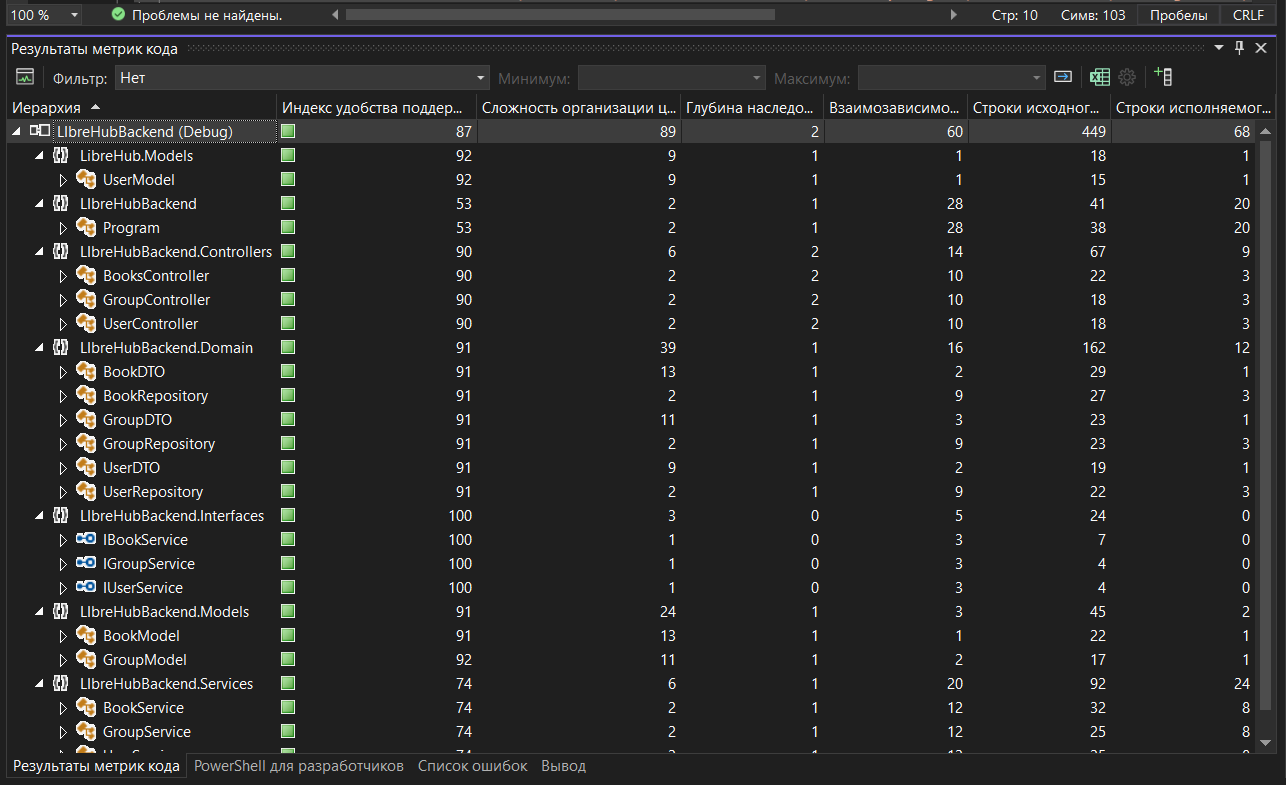 100 % Проблемы не найдены. Стр: 10 Симв: 103 Пробелы CRLF
Результаты метрик кода
Фильтр: Нет Минимум: Максимум:
Иерархия Индекс удобства поддер... Сложность организации ц... Глубина наследо... Взаимозависимо... Строки исходног... Строки исполняемог...
LIbreHubBackend (Debug) 87 89 2 60 449 68
LibreHub.Models 92 9 1 1 18 1
UserModel 92 9 1 1 15 1
LIbreHubBackend 53 2 1 28 41 20
Program 53 2 1 28 38 20
LIbreHubBackend.Controllers 90 6 2 14 67 9
BooksController 90 2 2 10 22 3
GroupController 90 2 2 10 18 3
UserController 90 2 2 10 18 3
LIbreHubBackend.Domain 91 39 1 16 162 12
BookDTO 91 13 1 2 29 1
BookRepository 91 2 1 9 27 3
GroupDTO 91 11 1 3 23 1
GroupRepository 91 2 1 9 23 3
UserDTO 91 9 1 2 19 1
UserRepository 91 2 1 9 22 3
LIbreHubBackend.Interfaces 100 3 0 5 24 0
IBookService 100 1 0 3 7 0
IGroupService 100 1 0 3 4 0
IUserService 100 1 0 3 4 0
LIbreHubBackend.Models 91 24 1 3 45 2
BookModel 91 13 1 1 22 1
GroupModel 92 11 1 2 17 1
LIbreHubBackend.Services 74 6 1 20 92 24
BookService 74 2 1 12 32 8
GroupService 74 2 1 12 25 8
Результаты метрик кода PowerShell для разработчиков Список ошибок Вывод